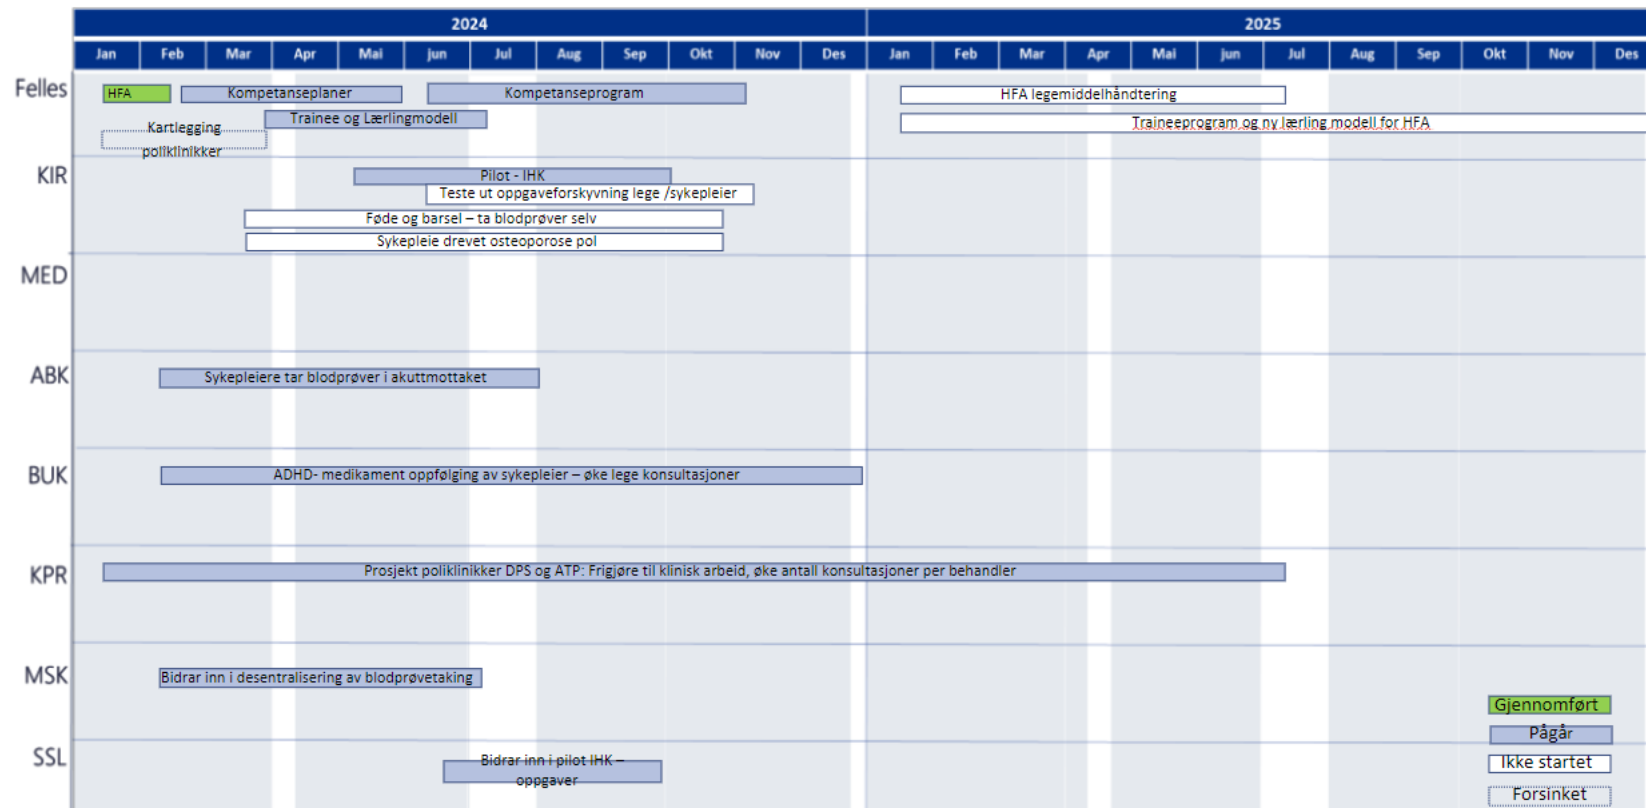 2024
2025
Jan Feb Mar Apr Mai jun Jul Aug Sep Okt Nov Des Jan Feb Mar Apr Mai jun Jul Aug Sep Okt Nov Des
Felles
HFA
Kompetanseplaner
Kompetanseprogram
HFA legemiddelhåndtering
Trainee og Lærlingmodell
Traineeprogram og ny lærling modell for HFA
Kartlegging
poliklinikker
KIR
Pilot - IHK
Teste ut oppgaveforskyvning lege /sykepleier
Føde og barsel – ta blodprøver selv
Sykepleie drevet osteoporose pol
MED
ABK
Sykepleiere tar blodprøver i akuttmottaket
BUK
ADHD- medikament oppfølging av sykepleier – øke lege konsultasjoner
KPR
Prosjekt poliklinikker DPS og ATP: Frigjøre til klinisk arbeid, øke antall konsultasjoner per behandler
MSK
Bidrar inn i desentralisering av blodprøvetaking
SSL
Bidrar inn i pilot IHK –
oppgaver
Gjennomført
Pågår
Ikke startet
Forsinket